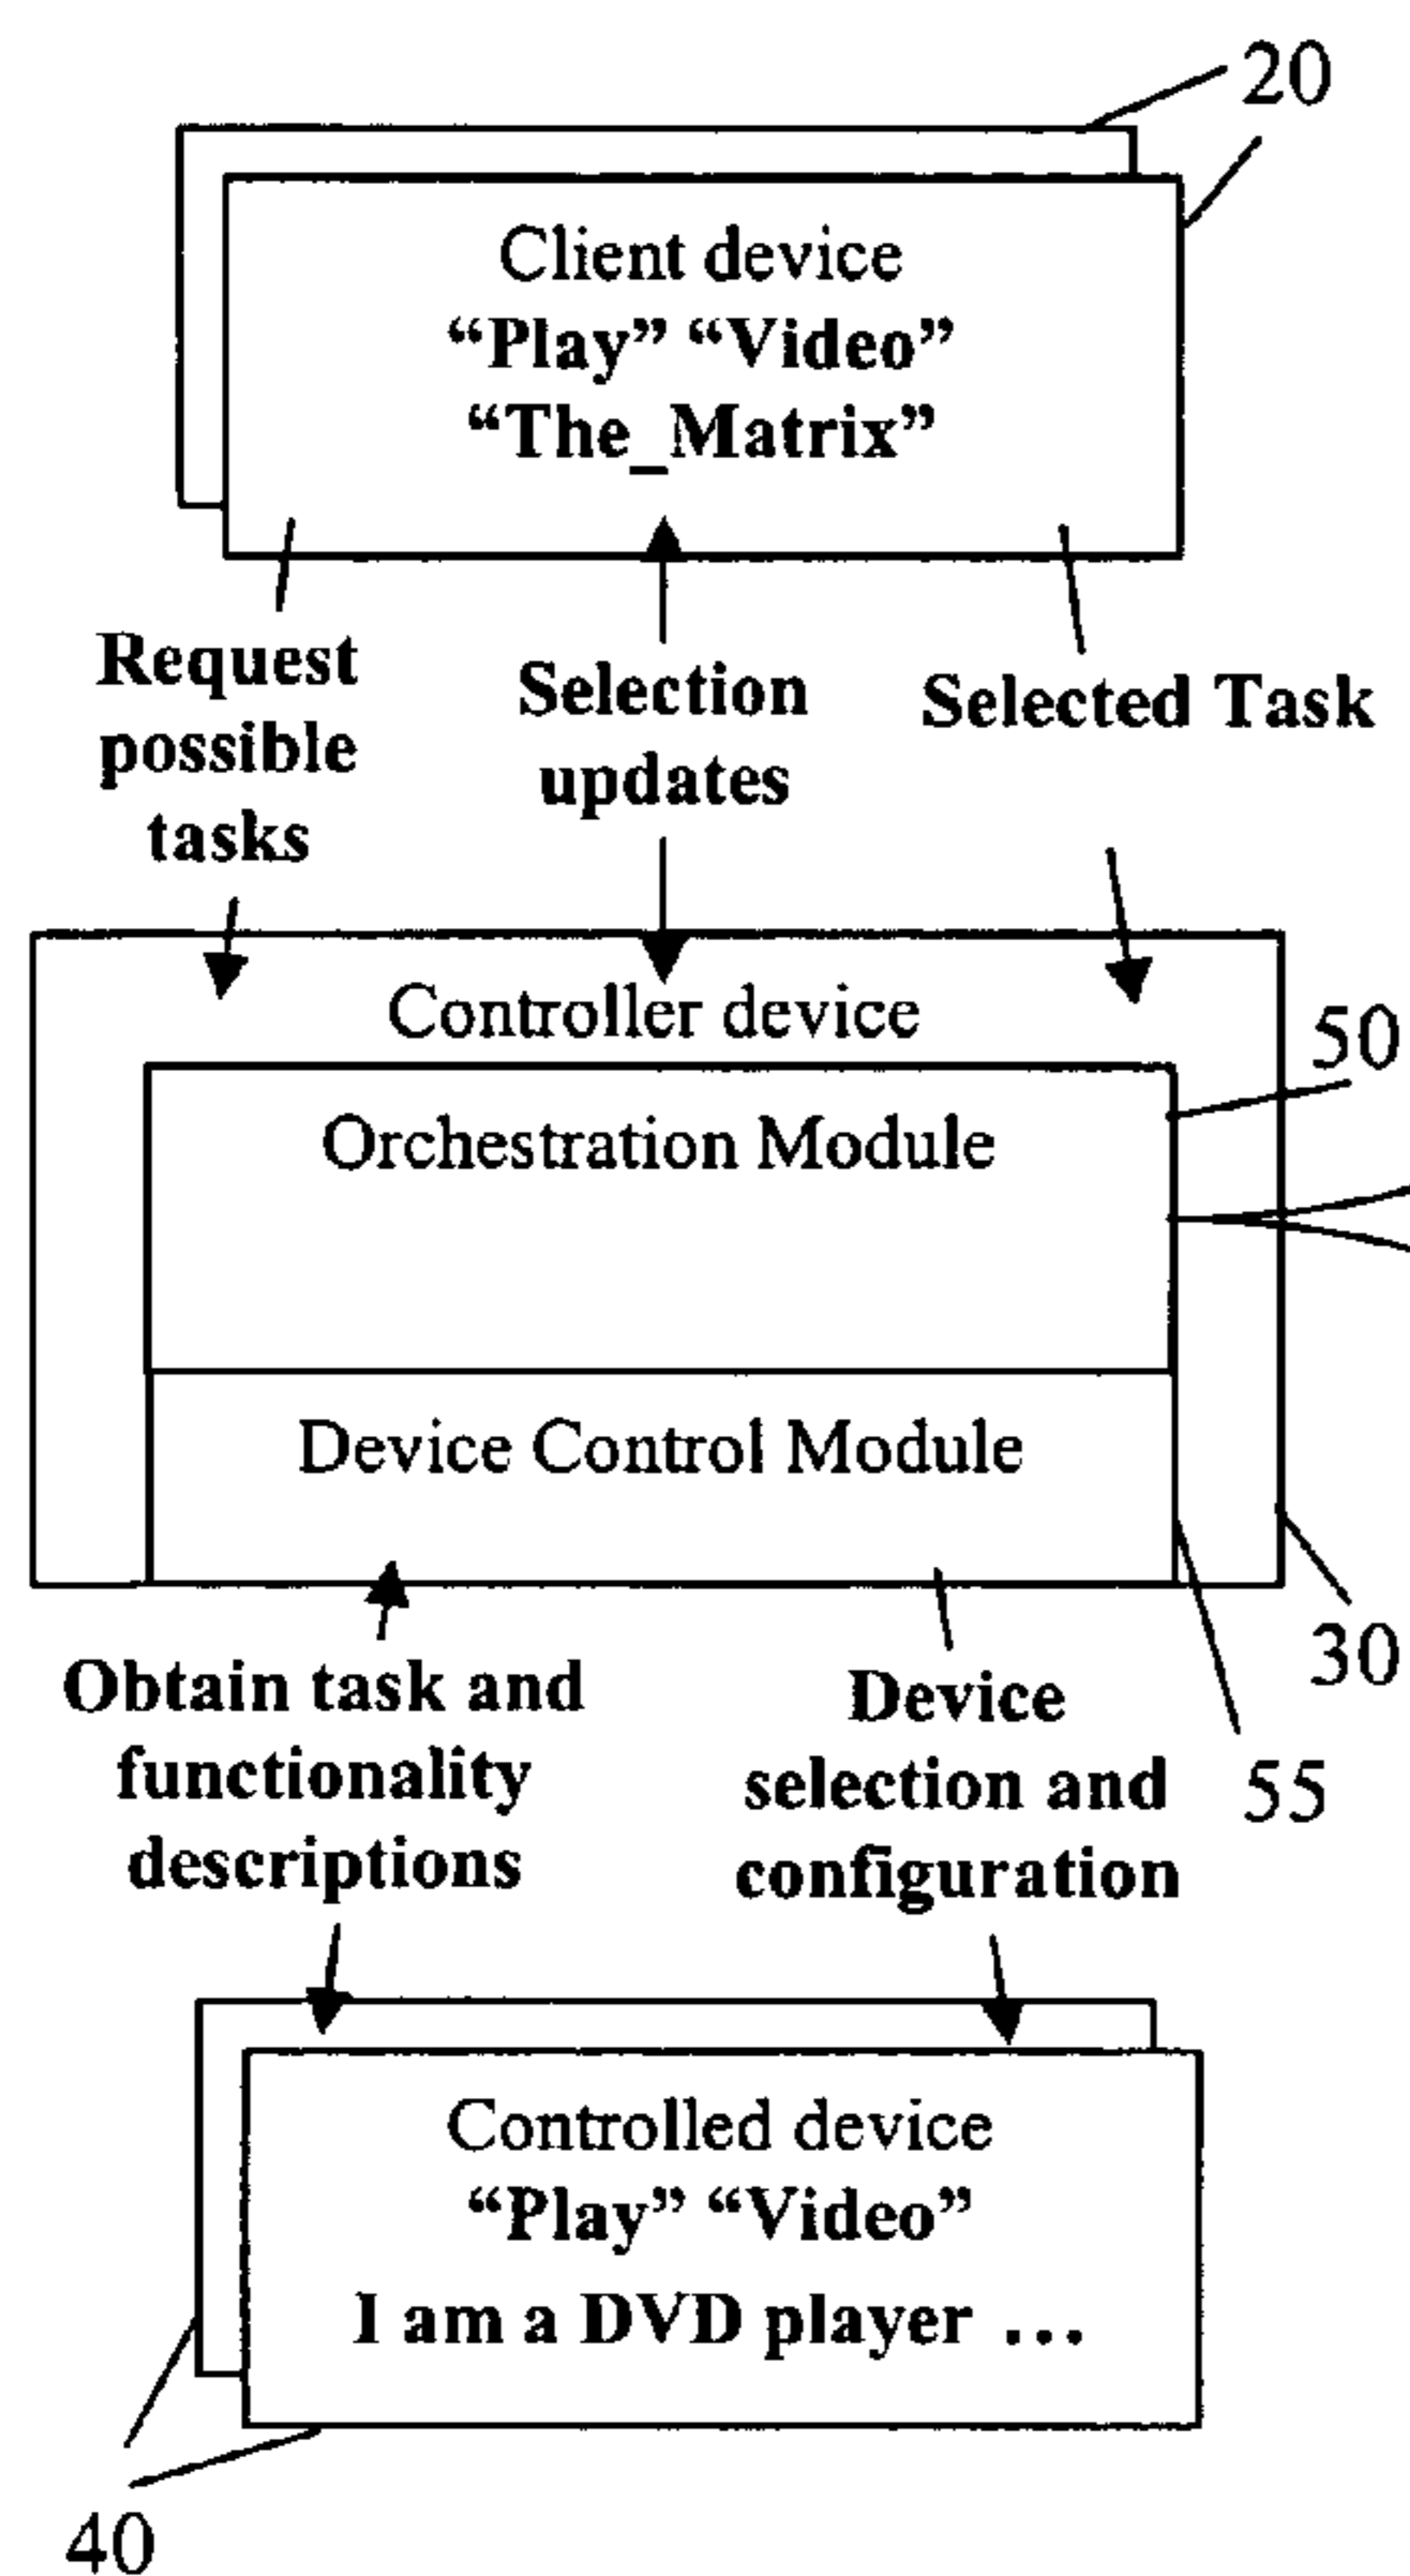 20
Client device
“Play” “Video”
“The_Matrix”
Request
possible
tasks
Selection
updates
Selected Task
Controller device
50
Orchestration Module
Device Control Module
30
Obtain task and
functionality
descriptions
Device
selection and
configuration
55
Controlled device
“Play” “Video”
I am a DVD player ...
40